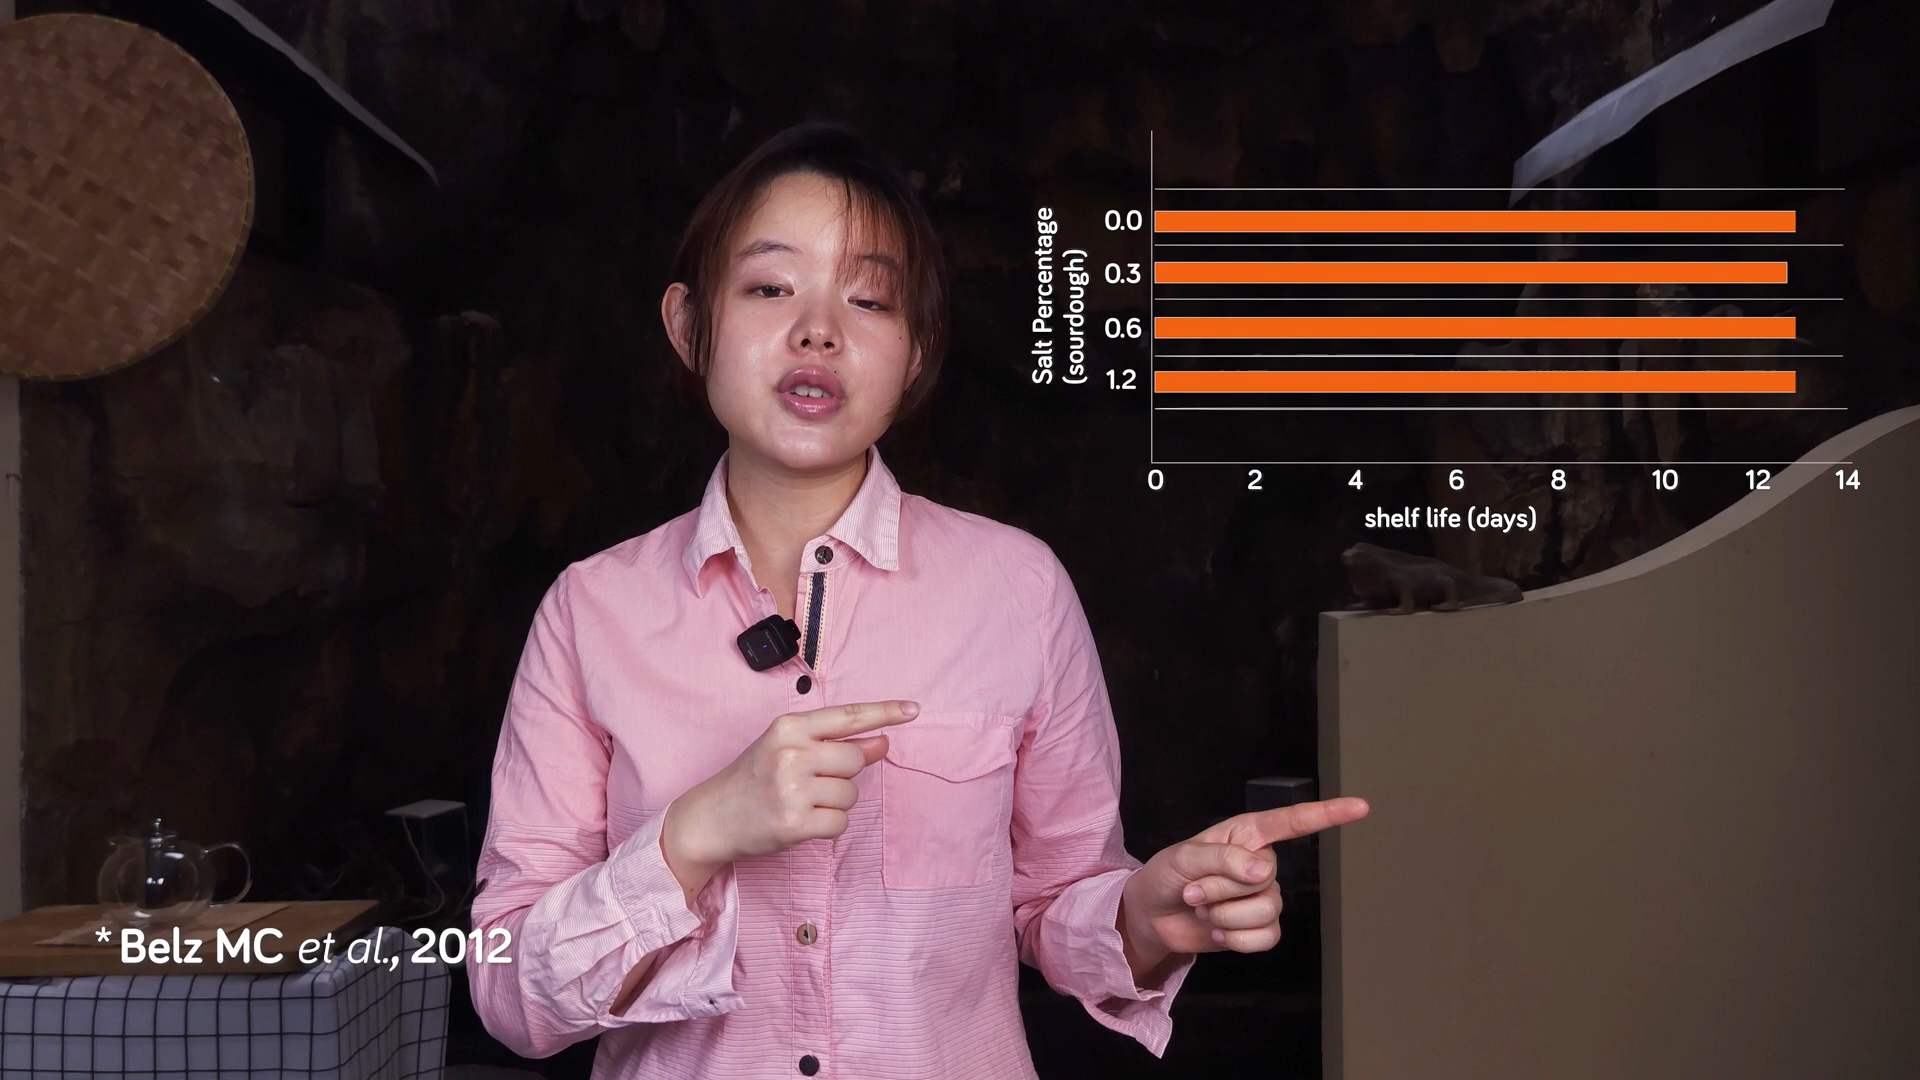 Salt Percentage
(sourdough)
0.0
0.3
0.6
1.2
0 2 4 6 8 10 12 14
shelf life (days)
* Belz MC et al., 2012